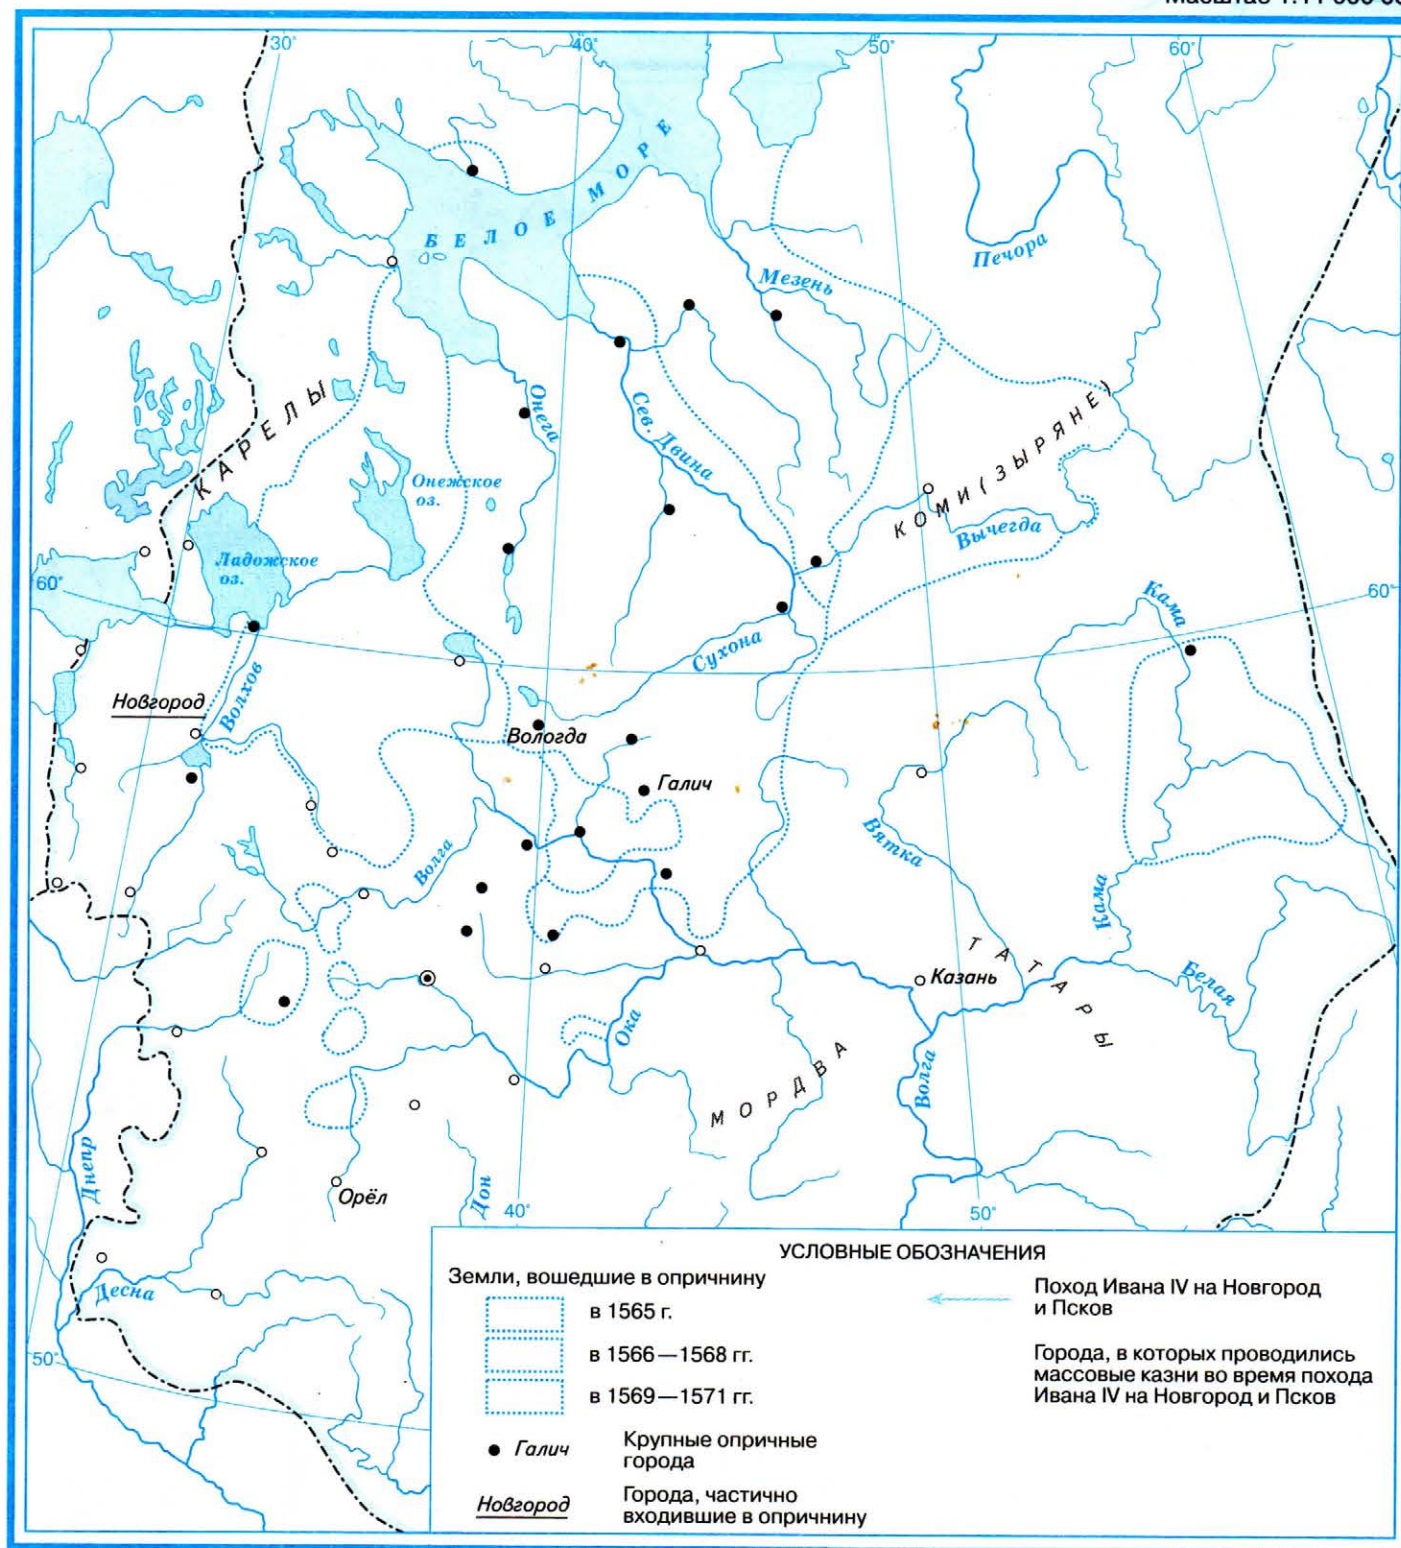 30°
40°
50°
60°
БЕЛОЕ МОРЕ
Печора
Мезень
КАРЕЛЫ
Онега
Сев. Двина
Онежское
оз.
КОМИ (ЗЫРЯНЕ)
Вычегда
Ладожское
оз.
60°
60°
Кама
Сухона
Новгород
Волхов
Вологда
Галич
Волга
Вятка
Кама
ТАТАРЫ
Казань
Белая
Ока
МОРДВА
Волга
Днепр
Орёл
Дон
40°
50°
Десна
50°
УСЛОВНЫЕ ОБОЗНАЧЕНИЯ
Земли, вошедшие в опричнину
в 1565 г.
в 1566—1568 гг.
в 1569—1571 гг.
Галич
Крупные опричные
города
Новгород
Города, частично
входившие в опричнину
Поход Ивана IV на Новгород
и Псков
Города, в которых проводились
массовые казни во время похода
Ивана IV на Новгород и Псков